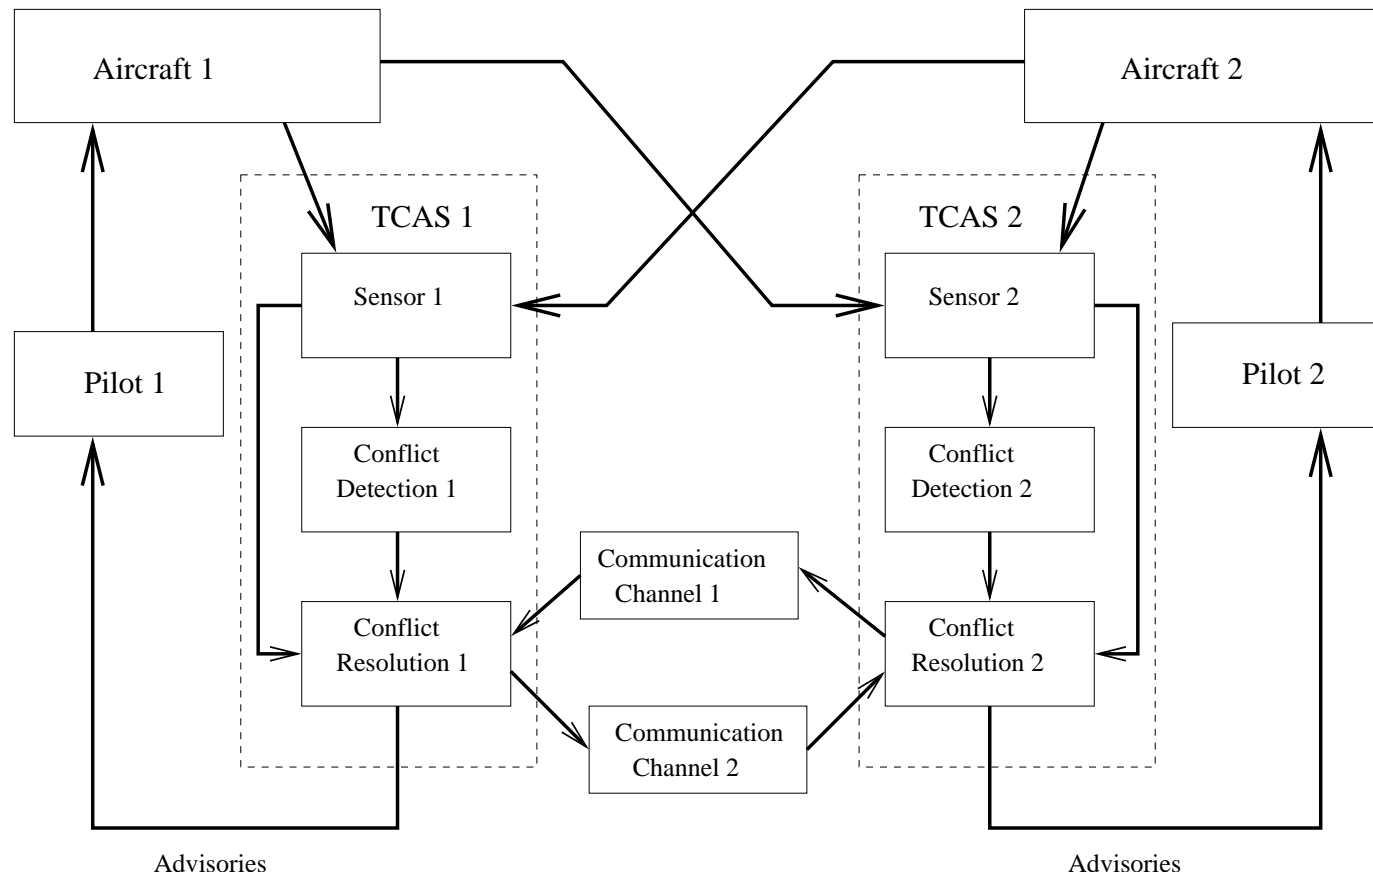 Aircraft 1
Aircraft 2
TCAS 1
TCAS 2
Sensor 1
Sensor 2
Pilot 1
Pilot 2
Conflict
Detection 1
Conflict
Detection 2
Communication
Channel 1
Conflict
Resolution 1
Conflict
Resolution 2
Communication
Channel 2
Advisories
Advisories